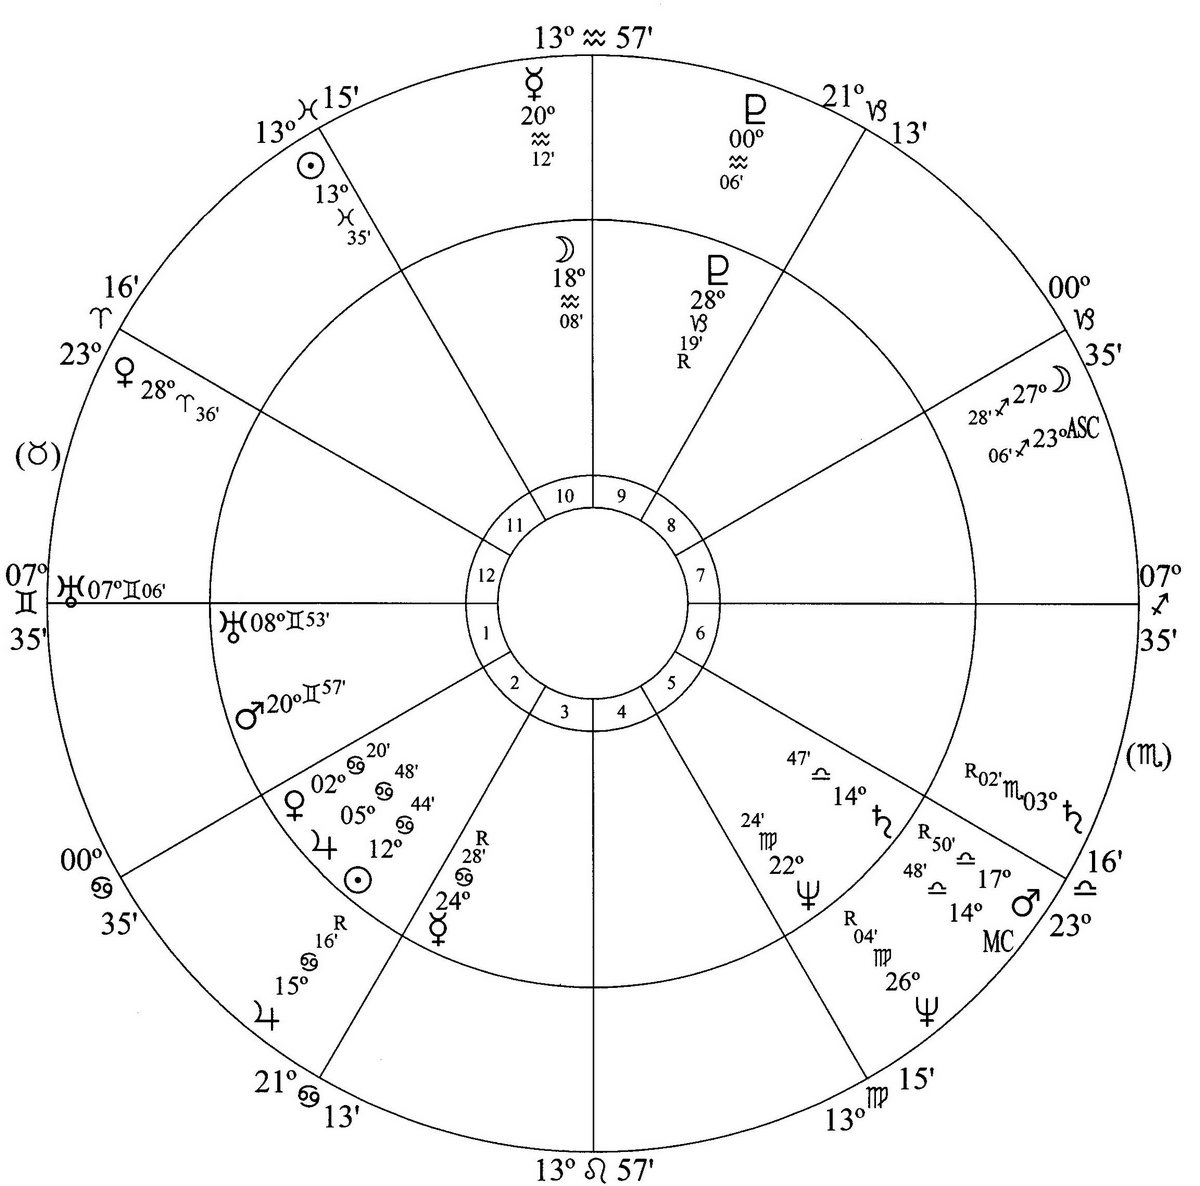 13° ♒ 57'
21° ♑ 13'
00° ♑ 35'
07° ♐ 35'
(♏)
16' ♎ 23°
15' ♍ 13°
13° ♌ 57'
21° ♋ 13'
00° ♋ 35'
07° ♊ 35'
(♉)
16' ♈ 23°
13° ♓ 15'
☿ 20° ♒ 12'
♇ 00° ♒ 06'
☉ 13° ♓ 35'
♀ 28° ♈ 36'
♅ 07° ♊ 06'
28' ♐ 27° ☽
06' ♐ 23° ASC
R 02' ♏ 03° ♄
R 50' ♎ 17° ♂
48' ♎ 14° MC
R 04' ♍ 26° ♆
♃ 15° ♋ 16' R
☽ 18° ♒ 08'
♇ 28° ♑ 19' R
♅ 08° ♊ 53'
♂ 20° ♊ 57'
♀ 02° ♋ 20'
♃ 05° ♋ 48'
☉ 12° ♋ 44'
☿ 24° ♋ 28' R
24' ♍ 22° ♆
47' ♎ 14° ♄
1
2
3
4
5
6
7
8
9
10
11
12